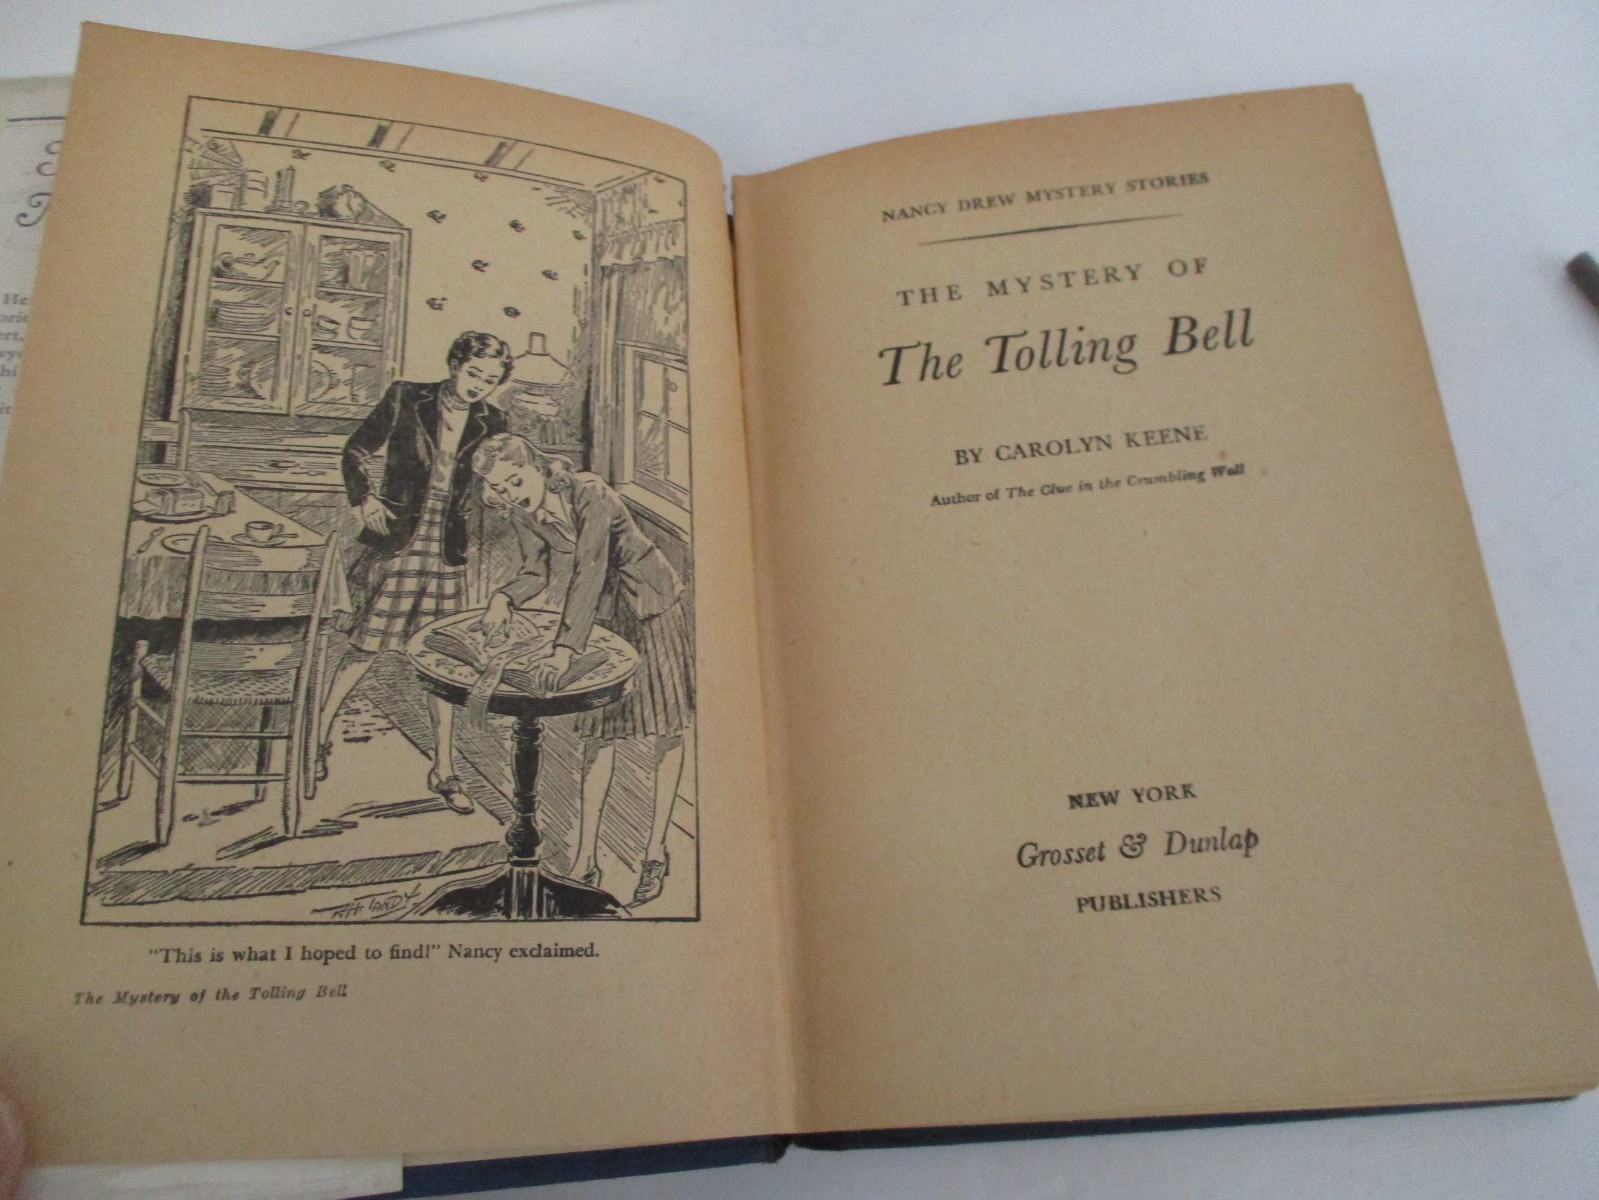 "This is what I hoped to find!" Nancy exclaimed.
The Mystery of the Tolling Bell
NANCY DREW MYSTERY STORIES
THE MYSTERY OF
The Tolling Bell
BY CAROLYN KEENE
Author of The Clue in the Crumbling Wall
NEW YORK
Grosset & Dunlap
PUBLISHERS